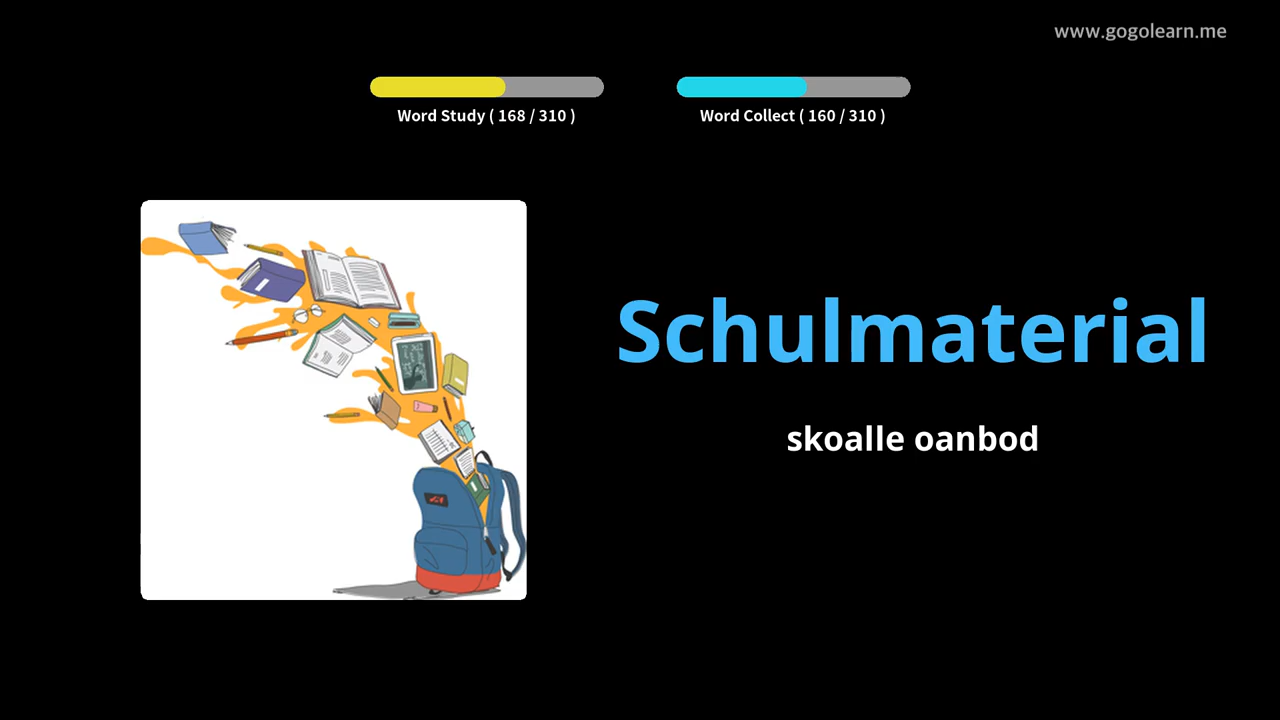 www.gogolearn.me
Word Study ( 168 / 310 )
Word Collect ( 160 / 310 )
Schulmaterial
skoalle oanbod